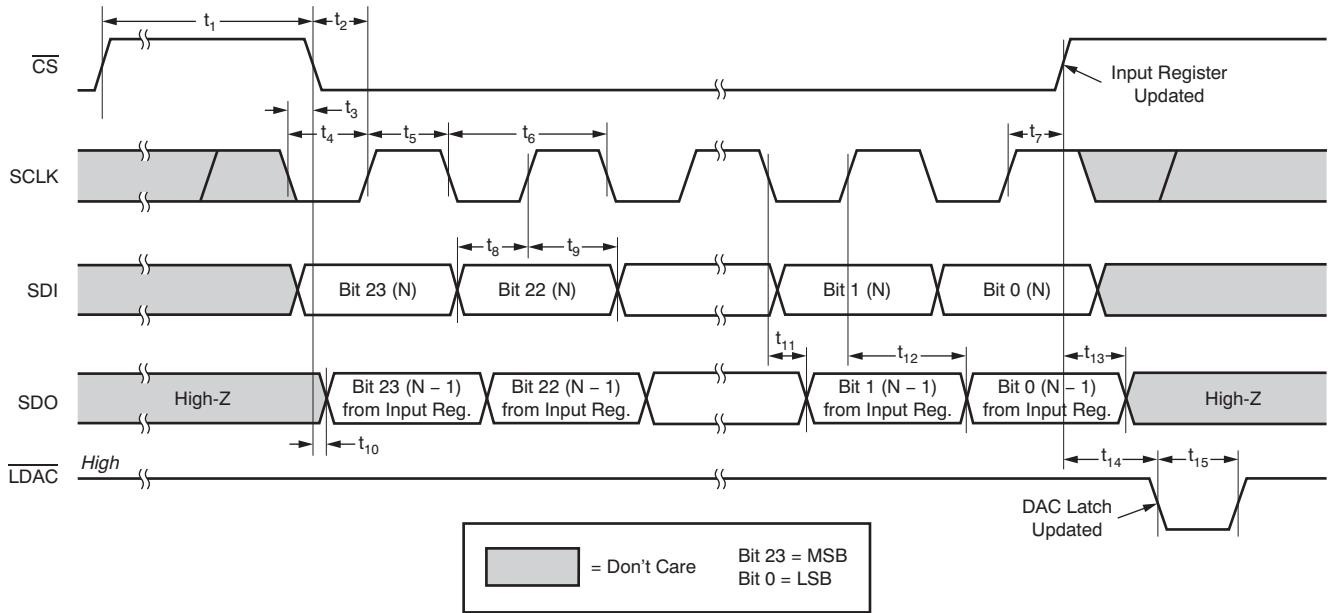 t1
t2
CS
Input Register
Updated
t3
t4
t5
t6
t7
SCLK
t8
t9
SDI
Bit 23 (N)
Bit 22 (N)
Bit 1 (N)
Bit 0 (N)
t11
t12
t13
SDO
High-Z
Bit 23 (N – 1)
from Input Reg.
Bit 22 (N – 1)
from Input Reg.
Bit 1 (N – 1)
from Input Reg.
Bit 0 (N – 1)
from Input Reg.
High-Z
t10
High
LDAC
t14
t15
DAC Latch
Updated
= Don't Care
Bit 23 = MSB
Bit 0 = LSB